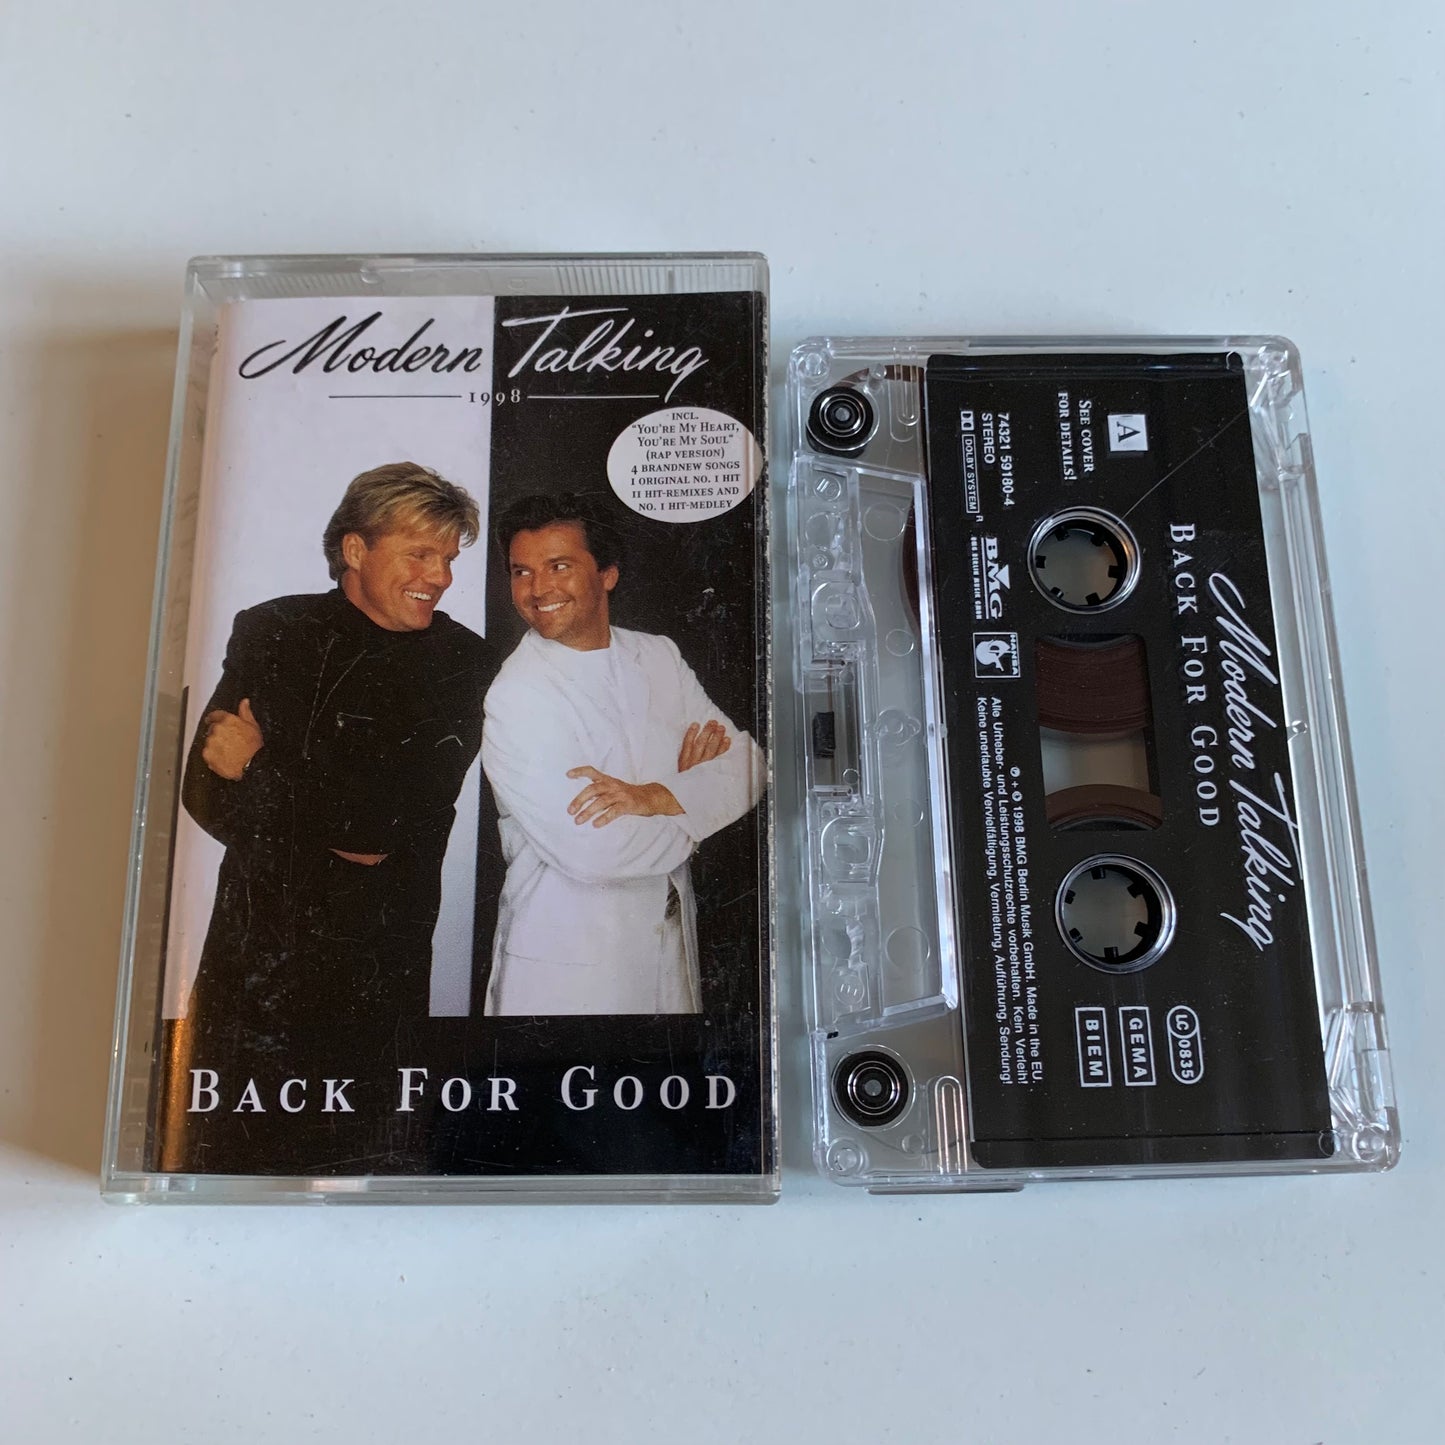 Modern Talking
1998
INCL.
"YOU'RE MY HEART,
YOU'RE MY SOUL"
(RAP VERSION)
4 BRANDNEW SONGS
1 ORIGINAL NO. 1 HIT
11 HIT-REMIXES AND
NO. 1 HIT-MEDLEY
BACK FOR GOOD
Modern Talking
BACK FOR GOOD
A
SEE COVER
FOR DETAILS!
74321 59180-4
STEREO
DOLBY SYSTEM R
BMG
BMG BERLIN MUSIK GMBH
HANSA
LC 0835
GEMA
BIEM
℗ + © 1998 BMG Berlin Musik GmbH. Made in the EU.
Alle Urheber- und Leistungsschutzrechte vorbehalten. Kein Verleih!
Keine unerlaubte Vervielfältigung, Vermietung, Aufführung, Sendung!